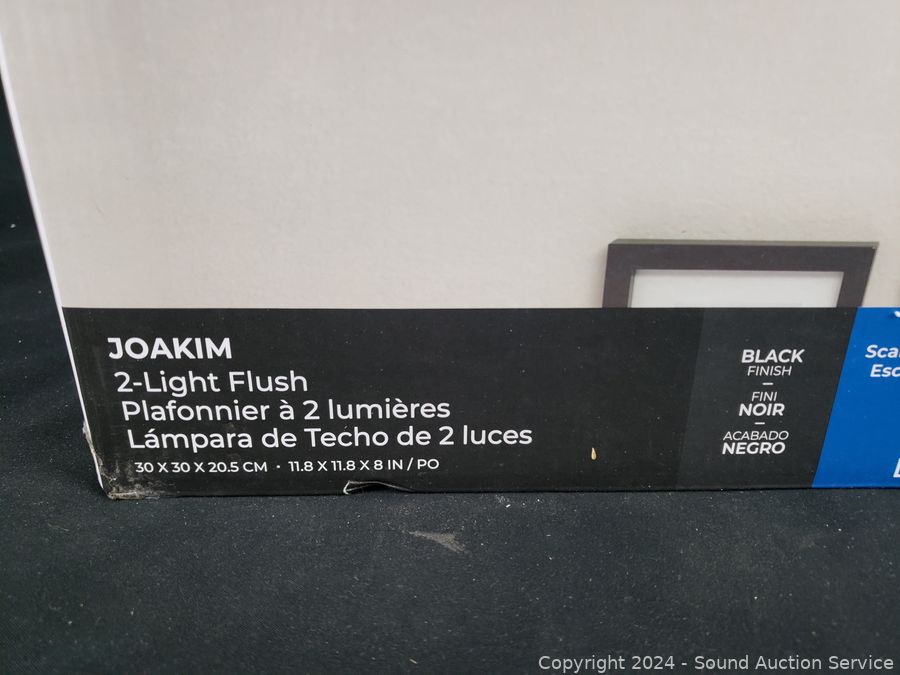 JOAKIM
2-Light Flush
Plafonnier à 2 lumières
Lámpara de Techo de 2 luces
30 X 30 X 20.5 CM • 11.8 X 11.8 X 8 IN / PO
BLACK
FINISH
–
FINI
NOIR
–
ACABADO
NEGRO
Copyright 2024 - Sound Auction Service